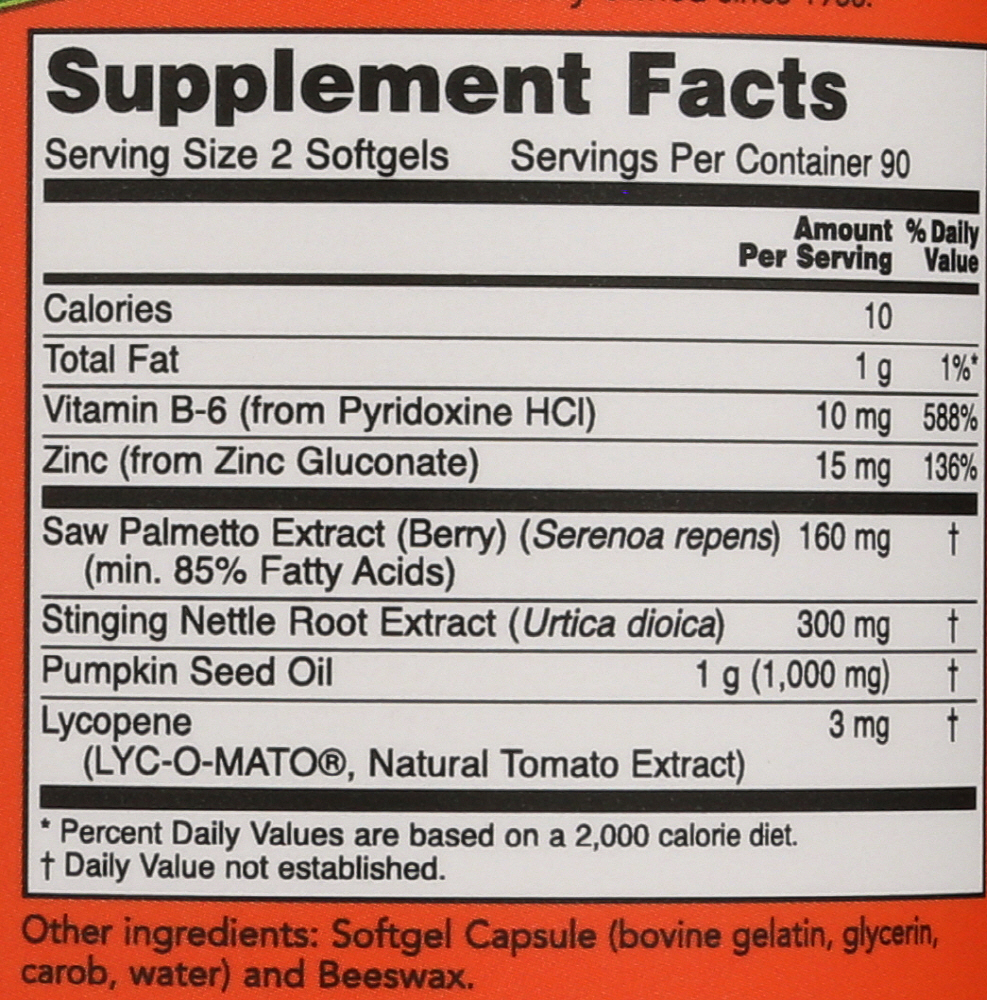 Supplement Facts
Serving Size 2 Softgels Servings Per Container 90
Amount % Daily
Per Serving Value
Calories 10
Total Fat 1 g 1%*
Vitamin B-6 (from Pyridoxine HCl) 10 mg 588%
Zinc (from Zinc Gluconate) 15 mg 136%
Saw Palmetto Extract (Berry) (Serenoa repens) 160 mg †
(min. 85% Fatty Acids)
Stinging Nettle Root Extract (Urtica dioica) 300 mg †
Pumpkin Seed Oil 1 g (1,000 mg) †
Lycopene 3 mg †
(LYC-O-MATO®, Natural Tomato Extract)
* Percent Daily Values are based on a 2,000 calorie diet.
† Daily Value not established.
Other ingredients: Softgel Capsule (bovine gelatin, glycerin,
carob, water) and Beeswax.